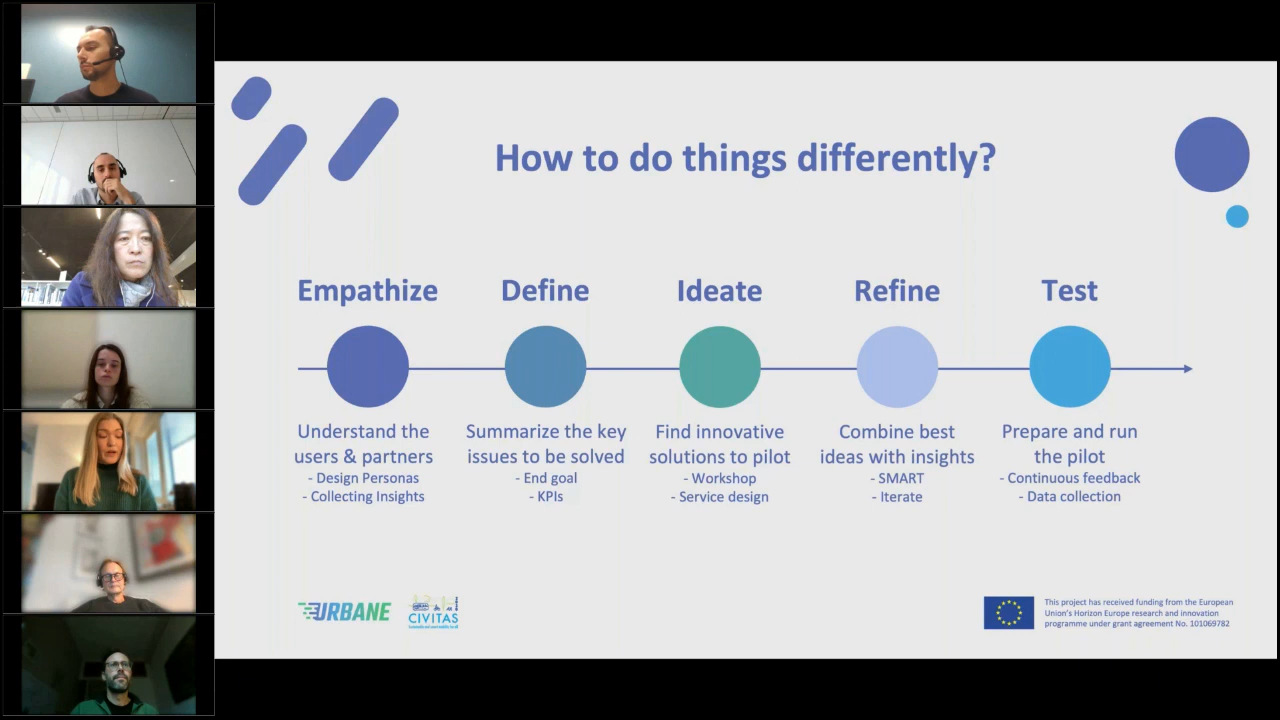 How to do things differently?
Empathize
Define
Ideate
Refine
Test
Understand the
users & partners
- Design Personas
- Collecting Insights
Summarize the key
issues to be solved
- End goal
- KPIs
Find innovative
solutions to pilot
- Workshop
- Service design
Combine best
ideas with insights
- SMART
- Iterate
Prepare and run
the pilot
- Continuous feedback
- Data collection
URBANE
CIVITAS
This project has received funding from the European
Union's Horizon Europe research and innovation
programme under grant agreement No. 101069782